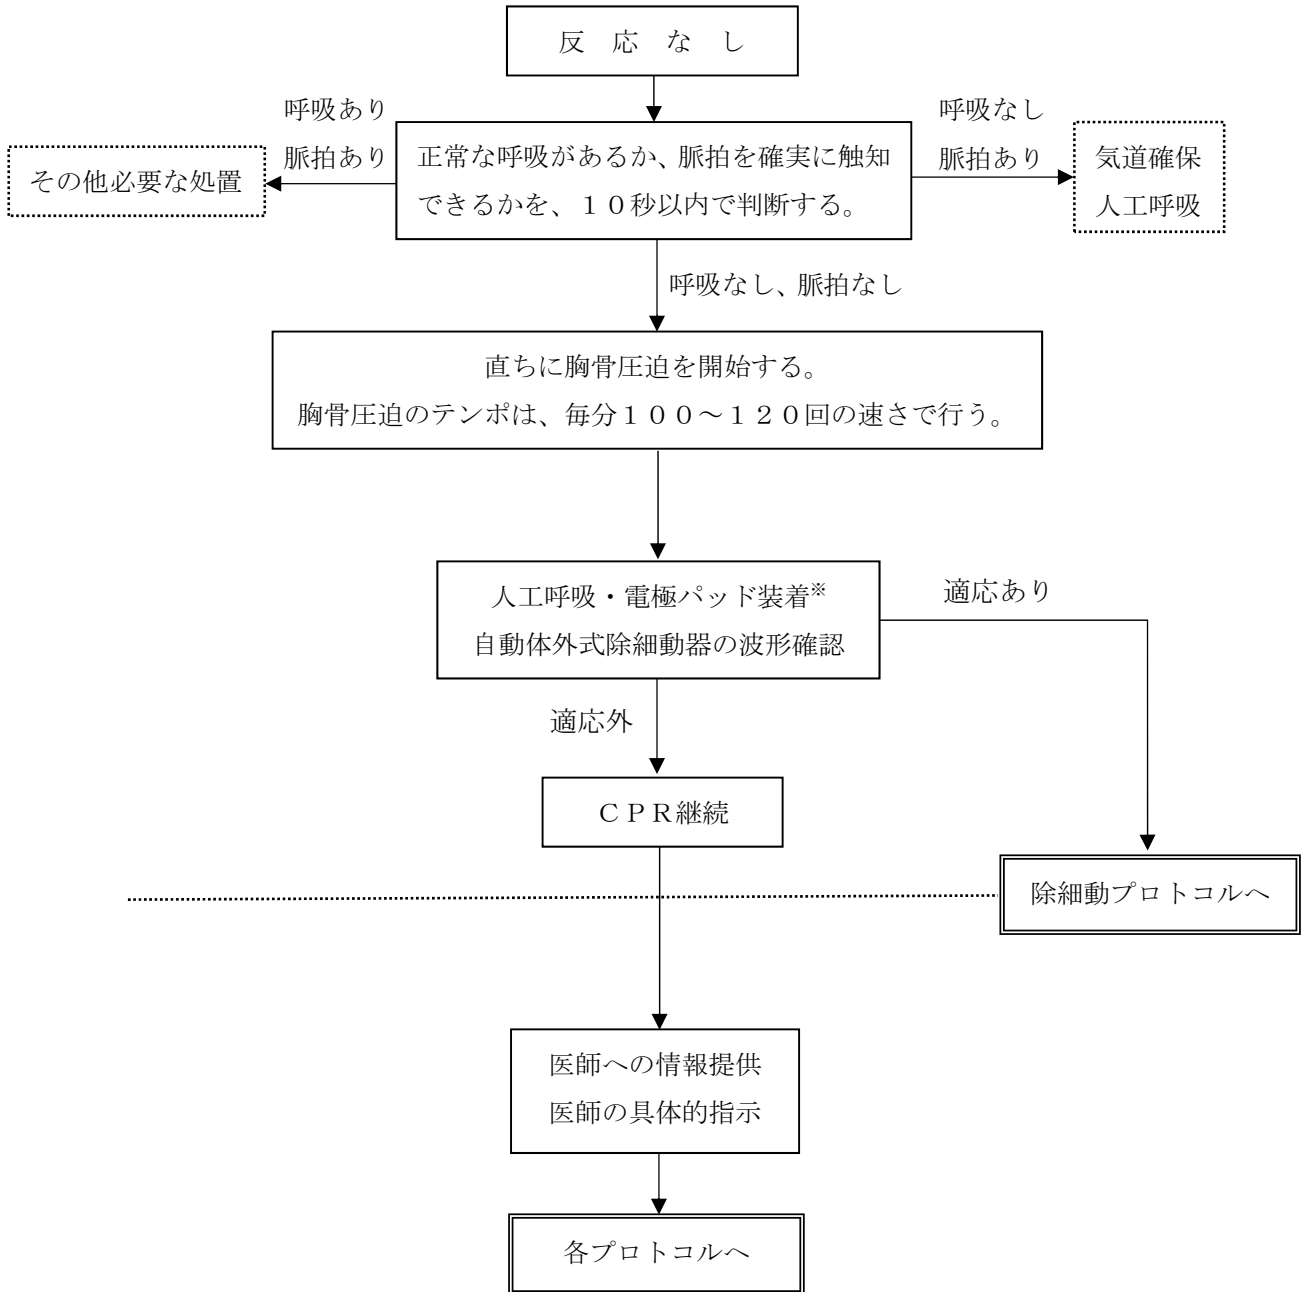 反　応　な　し
呼吸あり
脈拍あり
呼吸なし
脈拍あり
その他必要な処置
正常な呼吸があるか、脈拍を確実に触知
できるかを、１０秒以内で判断する。
気道確保
人工呼吸
呼吸なし、脈拍なし
直ちに胸骨圧迫を開始する。
胸骨圧迫のテンポは、毎分１００～１２０回の速さで行う。
人工呼吸・電極パッド装着※
自動体外式除細動器の波形確認
適応あり
適応外
ＣＰＲ継続
除細動プロトコルへ
医師への情報提供
医師の具体的指示
各プロトコルへ